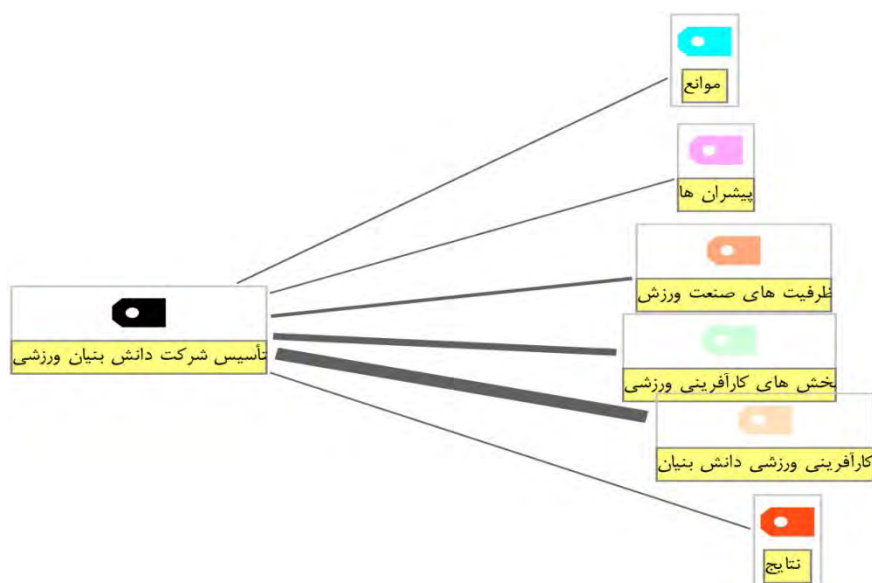 موانع
پیشران ها
ظرفیت های صنعت ورزش
تأسیس شرکت دانش بنیان ورزشی
بخش های کارآفرینی ورزشی
کارآفرینی ورزشی دانش بنیان
نتایج